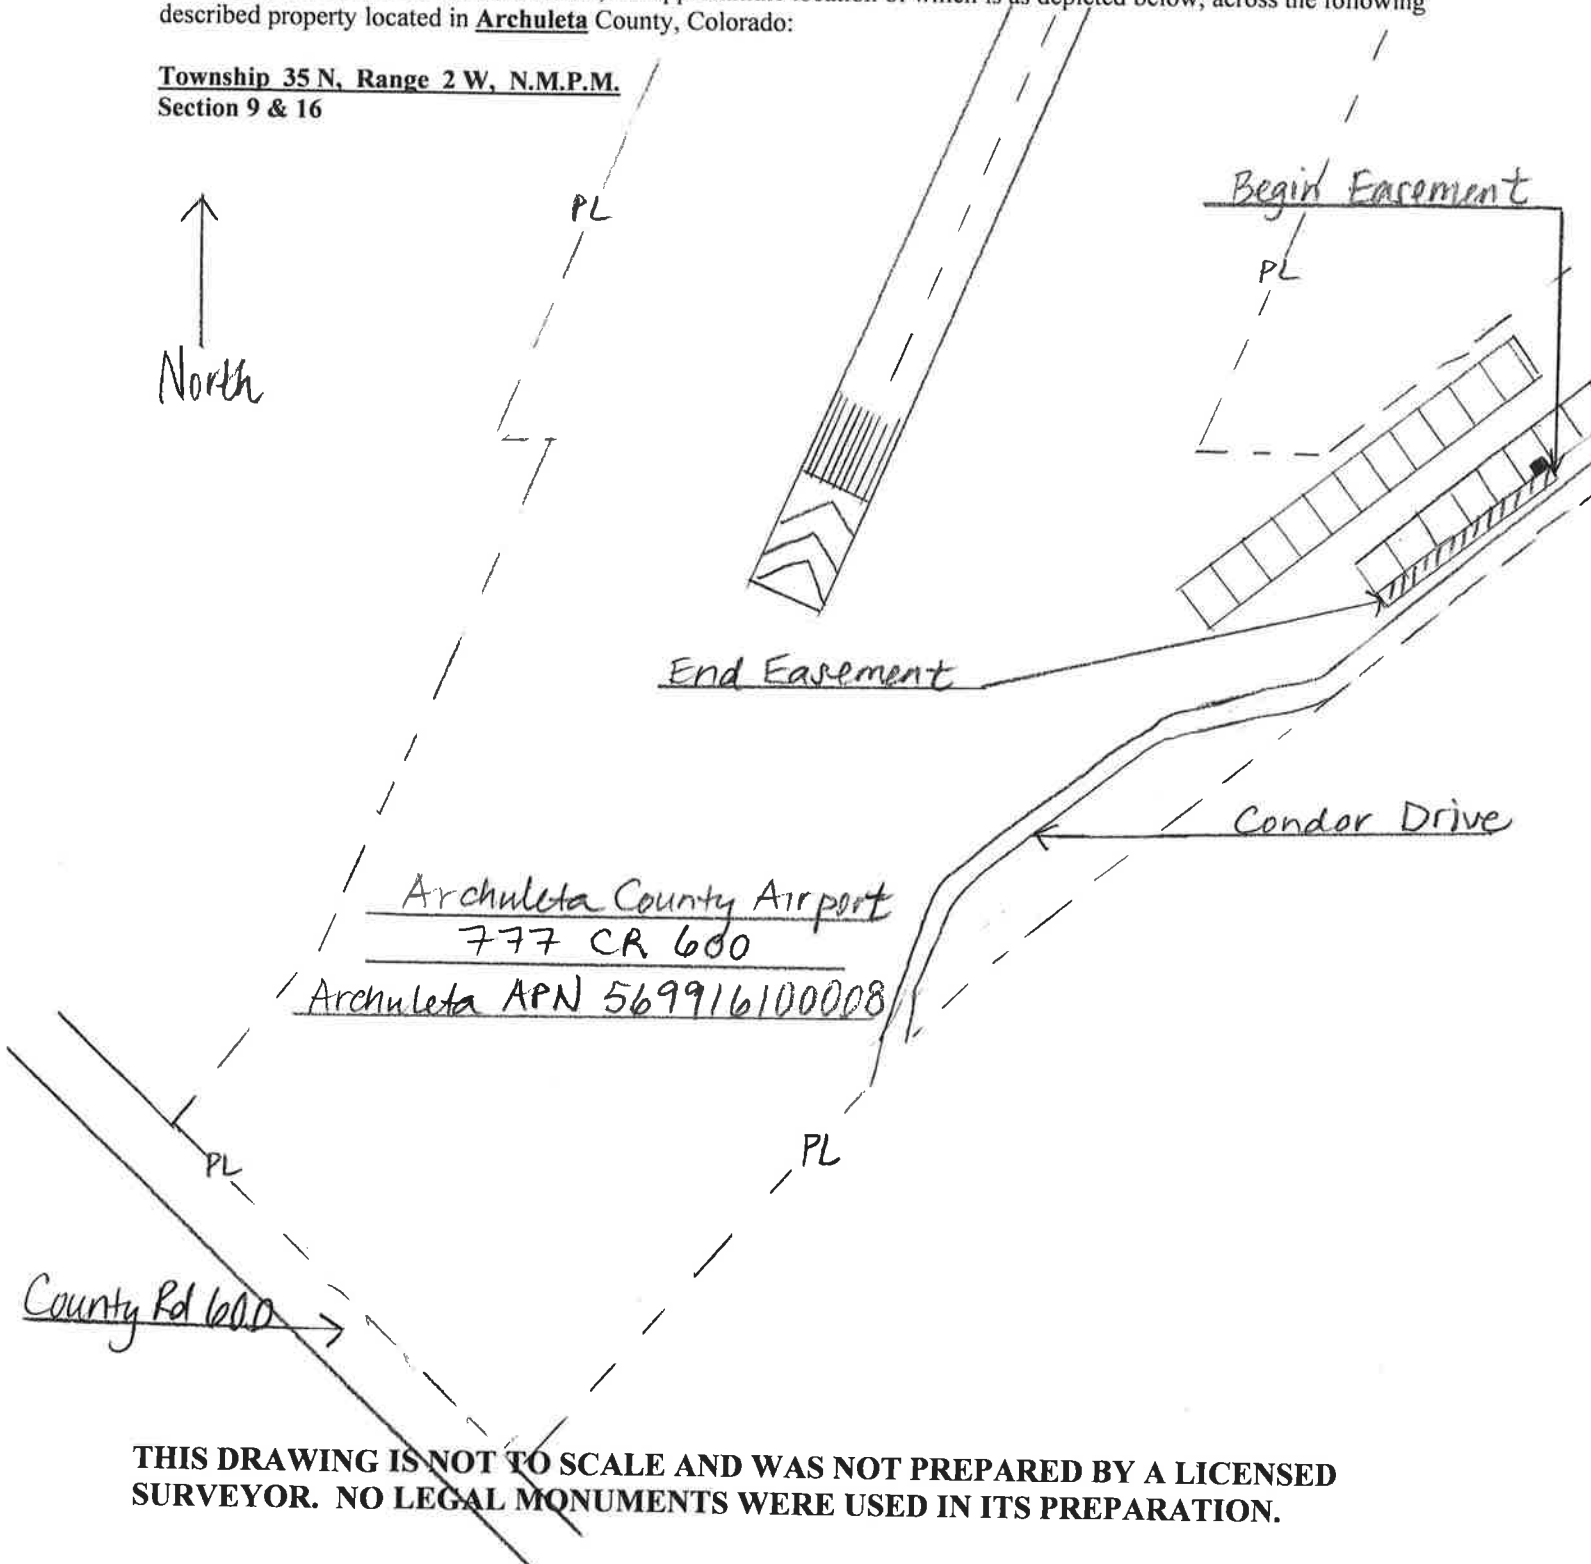 described property located in Archuleta County, Colorado:
Township 35 N, Range 2 W, N.M.P.M.
Section 9 & 16
Begin Easement
PL
PL
North
End Easement
Condor Drive
Archuleta County Airport
777 CR 600
Archuleta APN 569916100008
PL
PL
County Rd 600
THIS DRAWING IS NOT TO SCALE AND WAS NOT PREPARED BY A LICENSED
SURVEYOR. NO LEGAL MONUMENTS WERE USED IN ITS PREPARATION.